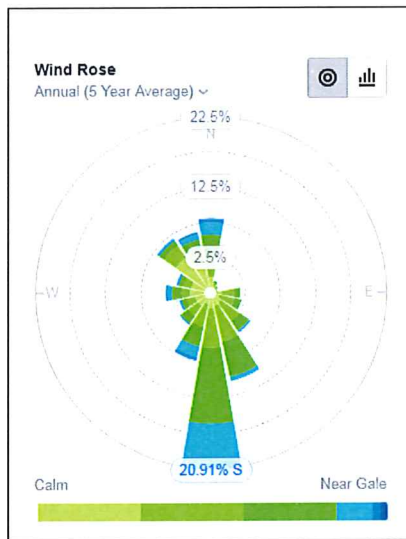 Wind Rose
Annual (5 Year Average)
22.5%
N
12.5%
2.5%
W
E
20.91% S
Calm
Near Gale